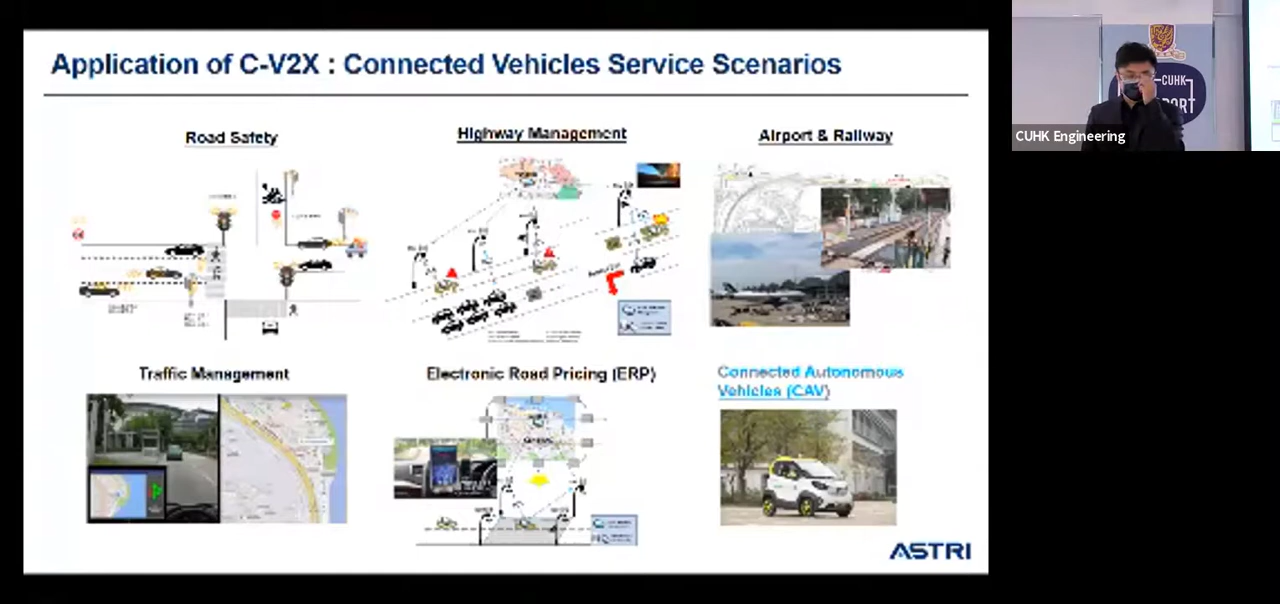 Application of C-V2X : Connected Vehicles Service Scenarios
Road Safety
Highway Management
Airport & Railway
Traffic Management
Electronic Road Pricing (ERP)
Connected Autonomous
Vehicles (CAV)
ASTRI
CUHK
CUHK Engineering